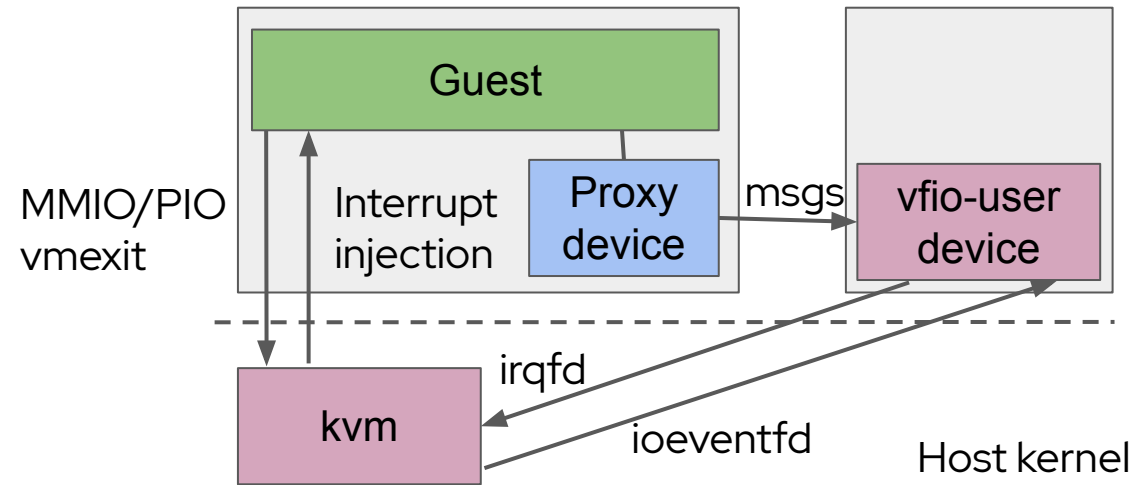 Guest
MMIO/PIO
vmexit
Interrupt
injection
Proxy
device
msgs
vfio-user
device
irqfd
kvm
ioeventfd
Host kernel